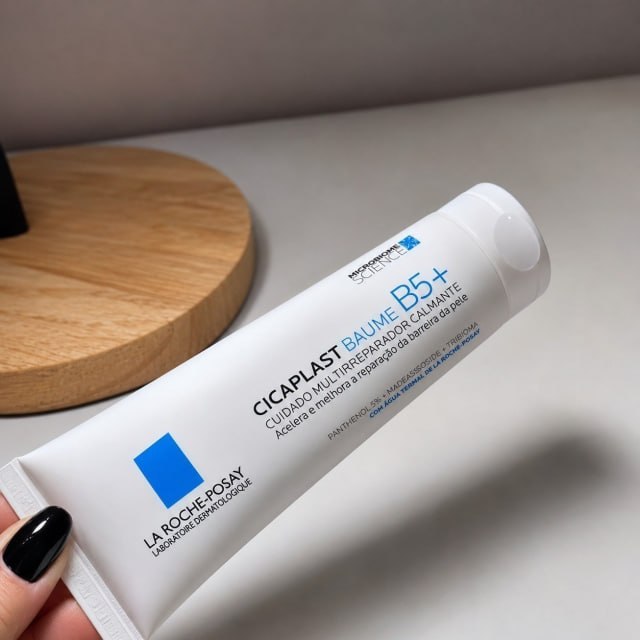 MICROBIOME
SCIENCE
CICAPLAST BAUME B5+
CUIDADO MULTIRREPARADOR CALMANTE
Acelera e melhora a reparação da barreira da pele
PANTHENOL 5% + MADEASSOSIDE + TRIBIOMA
COM ÁGUA TERMAL DE LA ROCHE-POSAY
LA ROCHE-POSAY
LABORATOIRE DERMATOLOGIQUE